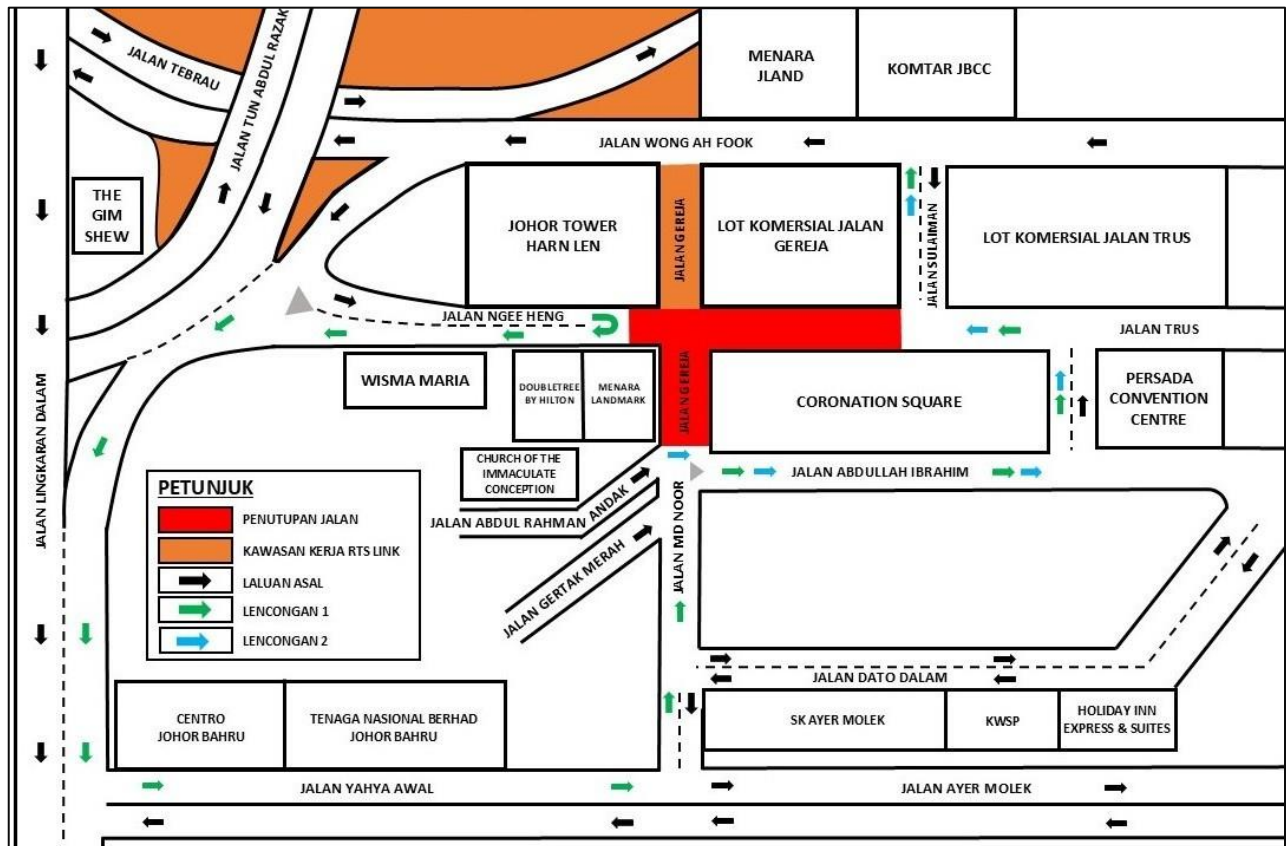 JALAN TEBRAU
JALAN TUN ABDUL RAZAK
MENARA
JLAND
KOMTAR JBCC
JALAN WONG AH FOOK
THE
GIM
SHEW
JOHOR TOWER
HARN LEN
JALAN GEREJA
LOT KOMERSIAL JALAN
GEREJA
JALAN SULAIMAN
LOT KOMERSIAL JALAN TRUS
JALAN NGEE HENG
JALAN TRUS
WISMA MARIA
DOUBLETREE
BY HILTON
MENARA
LANDMARK
JALAN GEREJA
CORONATION SQUARE
PERSADA
CONVENTION
CENTRE
CHURCH OF THE
IMMACULATE
CONCEPTION
JALAN ABDULLAH IBRAHIM
JALAN LINGKARAN DALAM
JALAN ABDUL RAHMAN ANDAK
JALAN GERTAK MERAH
JALAN MD NOOR
PETUNJUK
PENUTUPAN JALAN
KAWASAN KERJA RTS LINK
LALUAN ASAL
LENCONGAN 1
LENCONGAN 2
JALAN DATO DALAM
CENTRO
JOHOR BAHRU
TENAGA NASIONAL BERHAD
JOHOR BAHRU
SK AYER MOLEK
KWSP
HOLIDAY INN
EXPRESS & SUITES
JALAN YAHYA AWAL
JALAN AYER MOLEK